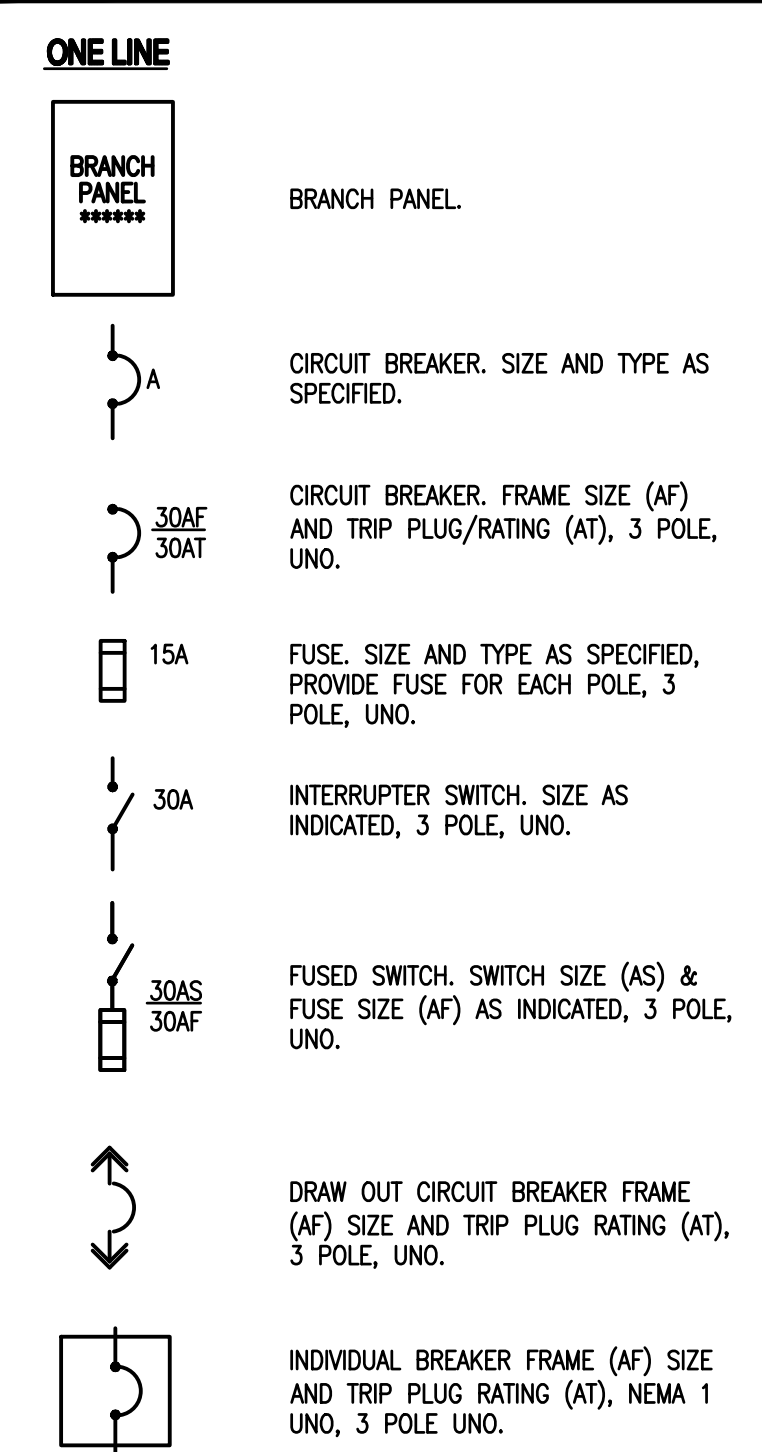 ONE LINE
BRANCH
PANEL
******
BRANCH PANEL.
A
CIRCUIT BREAKER. SIZE AND TYPE AS
SPECIFIED.
30AF
30AT
CIRCUIT BREAKER. FRAME SIZE (AF)
AND TRIP PLUG/RATING (AT), 3 POLE,
UNO.
15A
FUSE. SIZE AND TYPE AS SPECIFIED,
PROVIDE FUSE FOR EACH POLE, 3
POLE, UNO.
30A
INTERRUPTER SWITCH. SIZE AS
INDICATED, 3 POLE, UNO.
30AS
30AF
FUSED SWITCH. SWITCH SIZE (AS) &
FUSE SIZE (AF) AS INDICATED, 3 POLE,
UNO.
DRAW OUT CIRCUIT BREAKER FRAME
(AF) SIZE AND TRIP PLUG RATING (AT),
3 POLE, UNO.
INDIVIDUAL BREAKER FRAME (AF) SIZE
AND TRIP PLUG RATING (AT), NEMA 1
UNO, 3 POLE UNO.